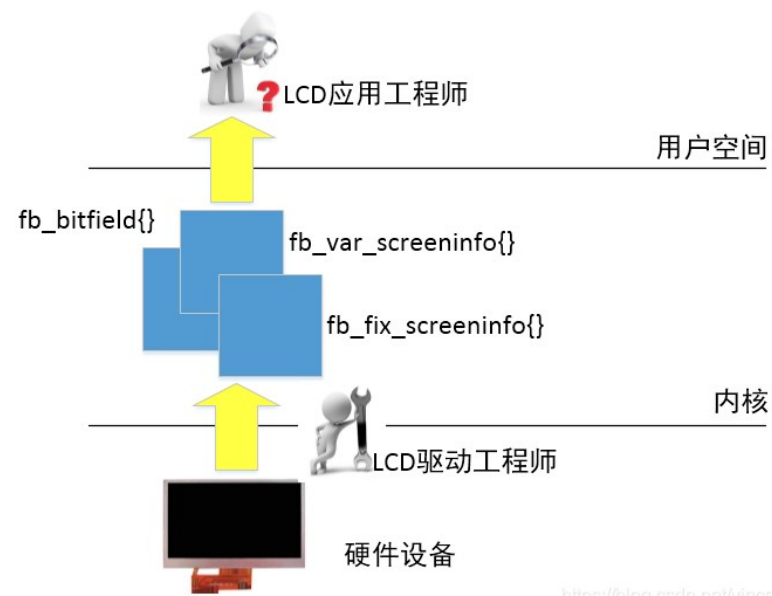 ?LCD应用工程师
用户空间
fb_bitfield{}
fb_var_screeninfo{}
fb_fix_screeninfo{}
内核
LCD驱动工程师
硬件设备